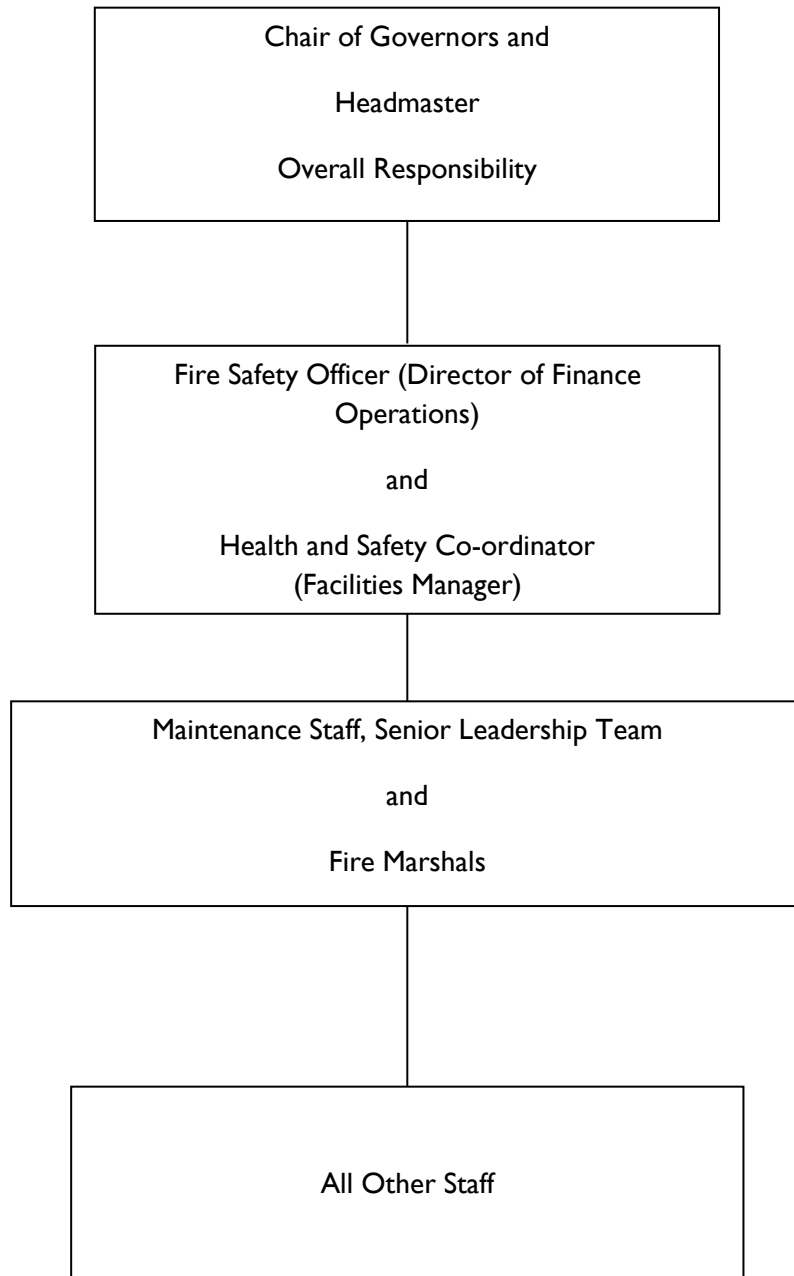 Chair of Governors and
Headmaster
Overall Responsibility
Fire Safety Officer (Director of Finance
Operations)
and
Health and Safety Co-ordinator
(Facilities Manager)
Maintenance Staff, Senior Leadership Team
and
Fire Marshals
All Other Staff